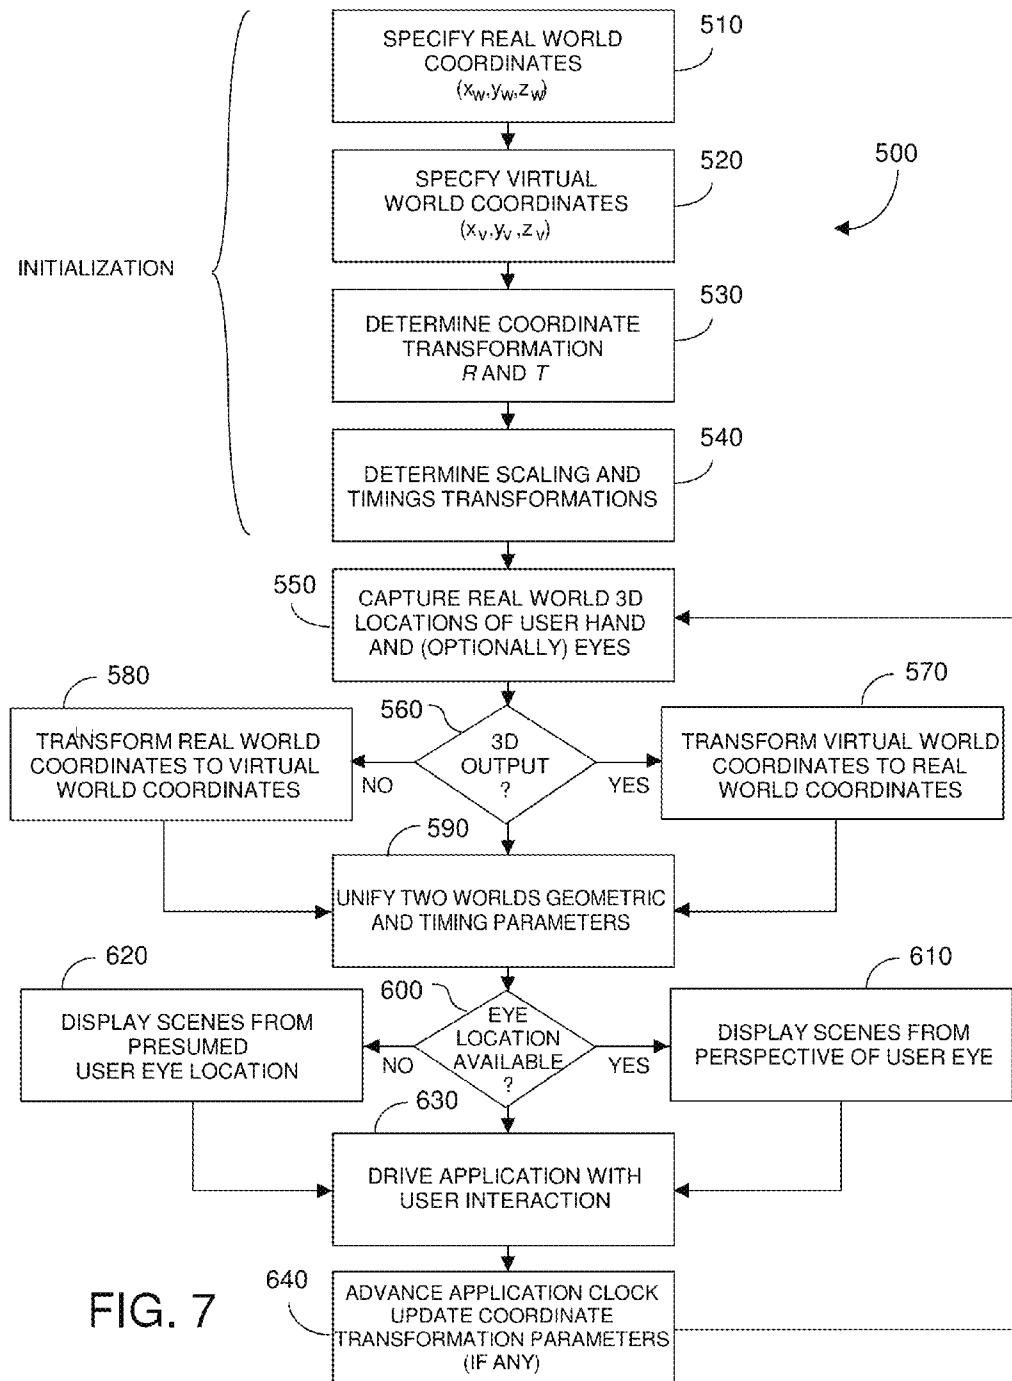 510
SPECIFY REAL WORLD
COORDINATES
(xW,yW,zW)
520
SPECFY VIRTUAL
WORLD COORDINATES
(xv,yv,zv)
500
INITIALIZATION
530
DETERMINE COORDINATE
TRANSFORMATION
R AND T
540
DETERMINE SCALING AND
TIMINGS TRANSFORMATIONS
550
CAPTURE REAL WORLD 3D
LOCATIONS OF USER HAND
AND (OPTIONALLY) EYES
580
TRANSFORM REAL WORLD
COORDINATES TO VIRTUAL
WORLD COORDINATES
560
3D
OUTPUT
?
NO
YES
570
TRANSFORM VIRTUAL WORLD
COORDINATES TO REAL
WORLD COORDINATES
590
UNIFY TWO WORLDS GEOMETRIC
AND TIMING PARAMETERS
620
DISPLAY SCENES FROM
PRESUMED
USER EYE LOCATION
600
EYE
LOCATION
AVAILABLE
?
NO
YES
610
DISPLAY SCENES FROM
PERSPECTIVE OF USER EYE
630
DRIVE APPLICATION WITH
USER INTERACTION
640
ADVANCE APPLICATION CLOCK
UPDATE COORDINATE
TRANSFORMATION PARAMETERS
(IF ANY)
FIG. 7